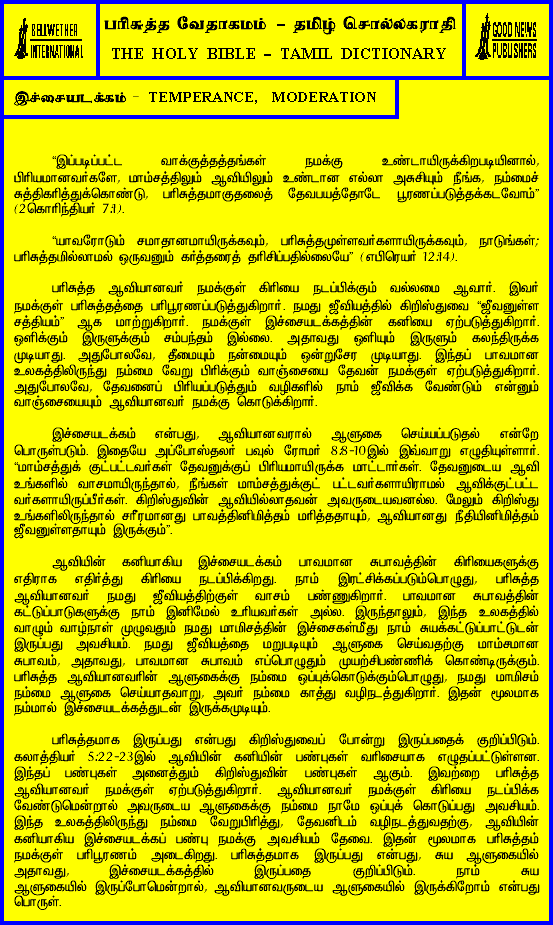 BELLWETHER
INTERNATIONAL
பரிசுத்த வேதாகமம் - தமிழ் சொல்லகராதி
THE HOLY BIBLE - TAMIL DICTIONARY
GOOD NEWS
PUBLISHERS
இச்சையடக்கம் - TEMPERANCE, MODERATION
“இப்படிப்பட்ட வாக்குத்தத்தங்கள் நமக்கு உண்டாயிருக்கிறபடியினால்,
பிரியமானவர்களே, மாம்சத்திலும் ஆவியிலும் உண்டான எல்லா அசுசியும் நீங்க, நம்மைச்
சுத்திகரித்துக்கொண்டு, பரிசுத்தமாகுதலைத் தேவபயத்தோடே பூரணப்படுத்தக்கடவோம்”
(2கொரிந்தியர் 7:1).
“யாவரோடும் சமாதானமாயிருக்கவும், பரிசுத்தமுள்ளவர்களாயிருக்கவும், நாடுங்கள்;
பரிசுத்தமில்லாமல் ஒருவனும் கர்த்தரைத் தரிசிப்பதில்லையே” (எபிரெயர் 12:14).
பரிசுத்த ஆவியானவர் நமக்குள் கிரியை நடப்பிக்கும் வல்லமை ஆவார். இவர்
நமக்குள் பரிசுத்தத்தை பரிபூரணப்படுத்துகிறார். நமது ஜீவியத்தில் கிறிஸ்துவை “ஜீவனுள்ள
சத்தியம்” ஆக மாற்றுகிறார். நமக்குள் இச்சையடக்கத்தின் கனியை ஏற்படுத்துகிறார்.
ஒளிக்கும் இருளுக்கும் சம்பந்தம் இல்லை. அதாவது ஒளியும் இருளும் கலந்திருக்க
முடியாது. அதுபோலவே, தீமையும் நன்மையும் ஒன்றுசேர முடியாது. இந்தப் பாவமான
உலகத்திலிருந்து நம்மை வேறு பிரிக்கும் வாஞ்சையை தேவன் நமக்குள் ஏற்படுத்துகிறார்.
அதுபோலவே, தேவனைப் பிரியப்படுத்தும் வழிகளில் நாம் ஜீவிக்க வேண்டும் என்னும்
வாஞ்சையையும் ஆவியானவர் நமக்கு கொடுக்கிறார்.
இச்சையடக்கம் என்பது, ஆவியானவரால் ஆளுகை செய்யப்படுதல் என்றே
பொருள்படும். இதையே அப்போஸ்தலர் பவுல் ரோமர் 8:8-10இல் இவ்வாறு எழுதியுள்ளார்.
“மாம்சத்துக் குட்பட்டவர்கள் தேவனுக்குப் பிரியமாயிருக்க மாட்டார்கள். தேவனுடைய ஆவி
உங்களில் வாசமாயிருந்தால், நீங்கள் மாம்சத்துக்குட் பட்டவர்களாயிராமல் ஆவிக்குட்பட்ட
வர்களாயிருப்பீர்கள். கிறிஸ்துவின் ஆவியில்லாதவன் அவருடையவனல்ல. மேலும் கிறிஸ்து
உங்களிலிருந்தால் சரீரமானது பாவத்தினிமித்தம் மரித்ததாயும், ஆவியானது நீதியினிமித்தம்
ஜீவனுள்ளதாயும் இருக்கும்”.
ஆவியின் கனியாகிய இச்சையடக்கம் பாவமான சுபாவத்தின் கிரியைகளுக்கு
எதிராக எதிர்த்து கிரியை நடப்பிக்கிறது. நாம் இரட்சிக்கப்படும்பொழுது, பரிசுத்த
ஆவியானவர் நமது ஜீவியத்திற்குள் வாசம் பண்ணுகிறார். பாவமான சுபாவத்தின்
கட்டுப்பாடுகளுக்கு நாம் இனிமேல் உரியவர்கள் அல்ல. இருந்தாலும், இந்த உலகத்தில்
வாழும் வாழ்நாள் முழுவதும் நமது மாமிசத்தின் இச்சைகள்மீது நாம் சுயக்கட்டுப்பாட்டுடன்
இருப்பது அவசியம். நமது ஜீவியத்தை மறுபடியும் ஆளுகை செய்வதற்கு மாம்சமான
சுபாவம், அதாவது, பாவமான சுபாவம் எப்பொழுதும் முயற்சிபண்ணிக் கொண்டிருக்கும்.
பரிசுத்த ஆவியானவரின் ஆளுகைக்கு நம்மை ஒப்புக்கொடுக்கும்பொழுது, நமது மாமிசம்
நம்மை ஆளுகை செய்யாதவாறு, அவர் நம்மை காத்து வழிநடத்துகிறார். இதன் மூலமாக
நம்மால் இச்சையடக்கத்துடன் இருக்கமுடியும்.
பரிசுத்தமாக இருப்பது என்பது கிறிஸ்துவைப் போன்று இருப்பதைக் குறிப்பிடும்.
கலாத்தியர் 5:22-23இல் ஆவியின் கனியின் பண்புகள் வரிசையாக எழுதப்பட்டுள்ளன.
இந்தப் பண்புகள் அனைத்தும் கிறிஸ்துவின் பண்புகள் ஆகும். இவற்றை பரிசுத்த
ஆவியானவர் நமக்குள் ஏற்படுத்துகிறார். ஆவியானவர் நமக்குள் கிரியை நடப்பிக்க
வேண்டுமென்றால் அவருடைய ஆளுகைக்கு நம்மை நாமே ஒப்புக் கொடுப்பது அவசியம்.
இந்த உலகத்திலிருந்து நம்மை வேறுபிரித்து, தேவனிடம் வழிநடத்துவதற்கு, ஆவியின்
கனியாகிய இச்சையடக்கப் பண்பு நமக்கு அவசியம் தேவை. இதன் மூலமாக பரிசுத்தம்
நமக்குள் பரிபூரணம் அடைகிறது. பரிசுத்தமாக இருப்பது என்பது, சுய ஆளுகையில்
அதாவது, இச்சையடக்கத்தில் இருப்பதை குறிப்பிடும். நாம் சுய
ஆளுகையில் இருப்போமென்றால், ஆவியானவருடைய ஆளுகையில் இருக்கிறோம் என்பது
பொருள்.